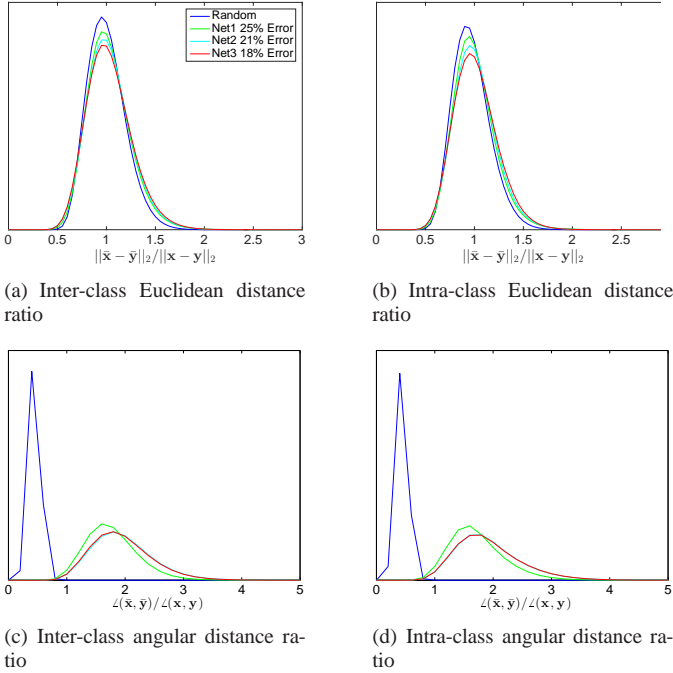 Random
Net1 25% Error
Net2 21% Error
Net3 18% Error
0 0.5 1 1.5 2 2.5 3
||x̄ − ȳ||₂/||x − y||₂
0 0.5 1 1.5 2 2.5
||x̄ − ȳ||₂/||x − y||₂
(a) Inter-class Euclidean distance
ratio
(b) Intra-class Euclidean distance
ratio
0 1 2 3 4 5
∠(x̄, ȳ)/∠(x, y)
0 1 2 3 4 5
∠(x̄, ȳ)/∠(x, y)
(c) Inter-class angular distance ra-
tio
(d) Intra-class angular distance ra-
tio